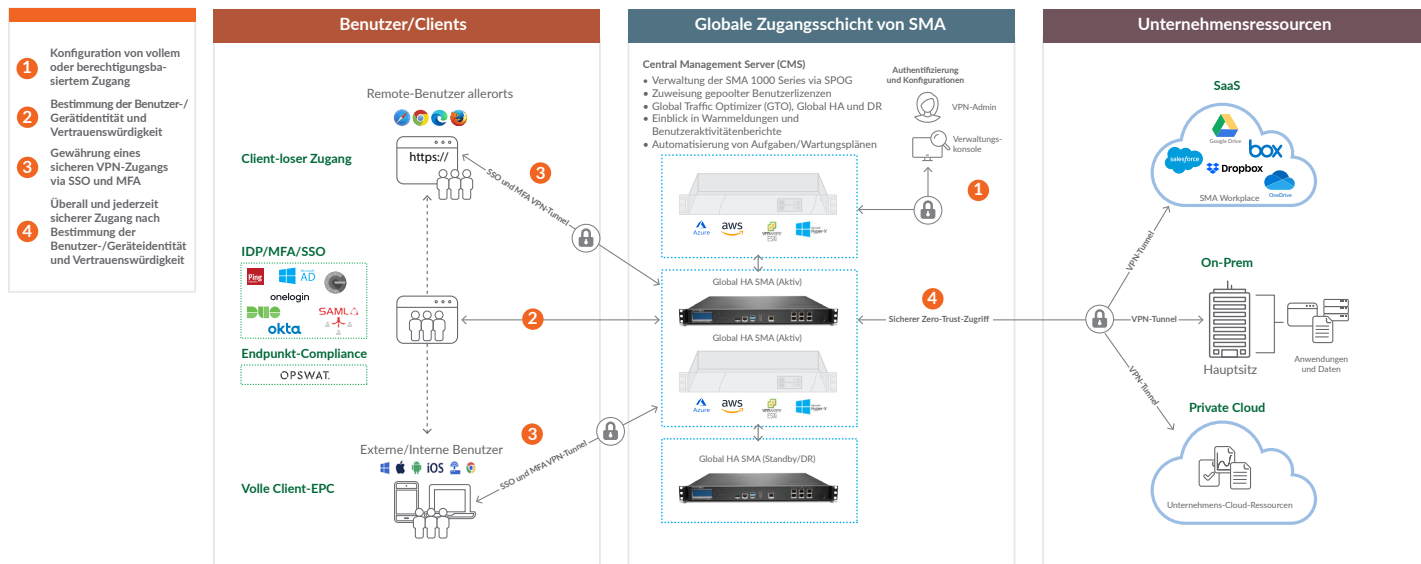 1
Konfiguration von vollem
oder berechtigungsba-
siertem Zugang
2
Bestimmung der Benutzer-/
Gerätidentität und
Vertrauenswürdigkeit
3
Gewährung eines
sicheren VPN-Zugangs
via SSO und MFA
4
Überall und jederzeit
sicherer Zugang nach
Bestimmung der
Benutzer-/Geräteidentität
und Vertrauenswürdigkeit
Benutzer/Clients
Remote-Benutzer allerorts
Client-loser Zugang
https://
3
SSO und MFA VPN-Tunnel
IDP/MFA/SSO
Ping
Microsoft
AD
onelogin
DUO
SAML
okta
2
Endpunkt-Compliance
OPSWAT.
Externe/Interne Benutzer
iOS
3
SSO und MFA VPN-Tunnel
Volle Client-EPC
Globale Zugangsschicht von SMA
Central Management Server (CMS)
• Verwaltung der SMA 1000 Series via SPOG
• Zuweisung gepoolter Benutzerlizenzen
• Global Traffic Optimizer (GTO), Global HA und DR
• Einblick in Warnmeldungen und
Benutzeraktivitätenberichte
• Automatisierung von Aufgaben/Wartungsplänen
Authentifizierung
und Konfigurationen
VPN-Admin
Verwaltungs-
konsole
1
Azure
aws
vmware
ESXi
Hyper-V
Global HA SMA (Aktiv)
Global HA SMA (Aktiv)
Azure
aws
vmware
ESXi
Hyper-V
Global HA SMA (Standby/DR)
4
Sicherer Zero-Trust-Zugriff
Unternehmensressourcen
SaaS
Google Drive
box
salesforce
Dropbox
OneDrive
SMA Workplace
VPN-Tunnel
On-Prem
VPN-Tunnel
Hauptsitz
Anwendungen
und Daten
VPN-Tunnel
Private Cloud
Unternehmens-Cloud-Ressourcen